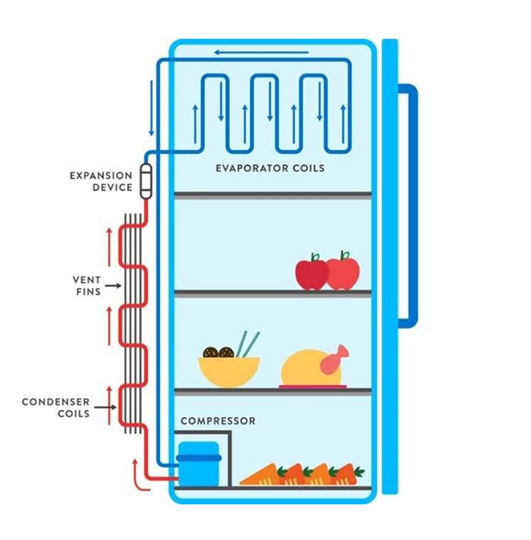 EVAPORATOR COILS
EXPANSION
DEVICE
VENT
FINS
CONDENSER
COILS
COMPRESSOR